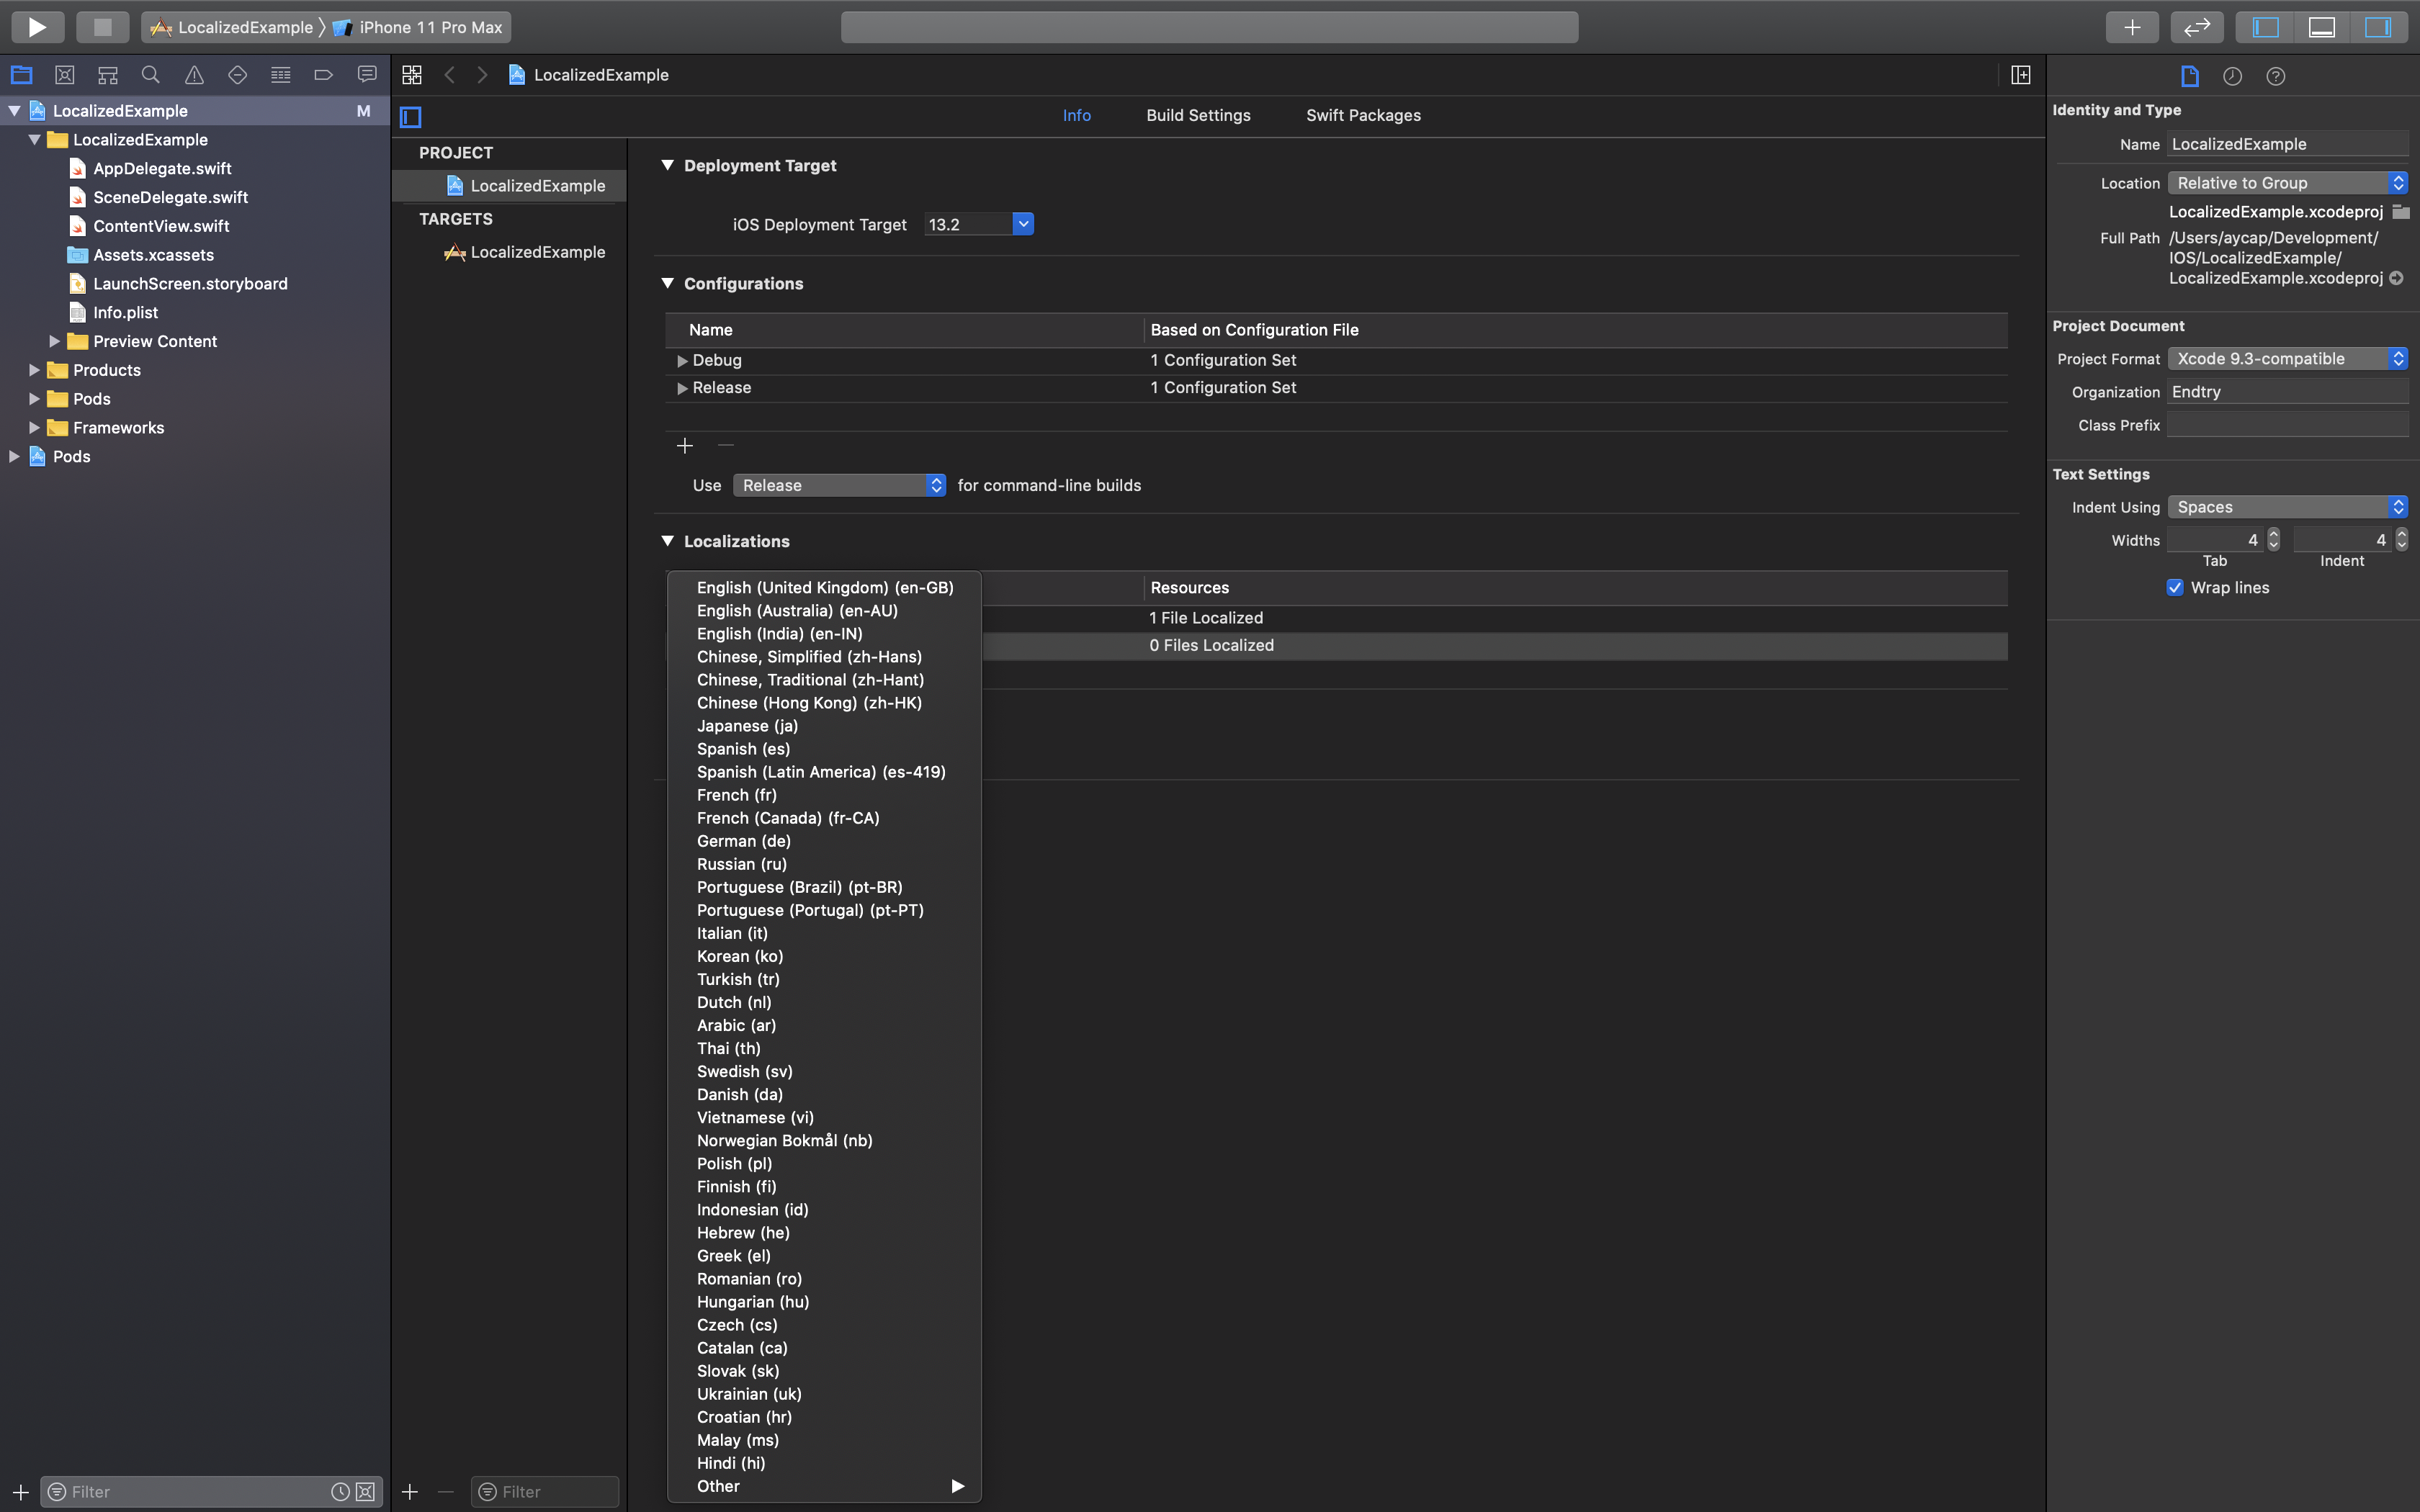 LocalizedExample 〉 iPhone 11 Pro Max
LocalizedExample
LocalizedExample M
LocalizedExample
AppDelegate.swift
SceneDelegate.swift
ContentView.swift
Assets.xcassets
LaunchScreen.storyboard
Info.plist
Preview Content
Products
Pods
Frameworks
Pods
Filter
Info Build Settings Swift Packages
PROJECT
LocalizedExample
TARGETS
LocalizedExample
Filter
Deployment Target
iOS Deployment Target 13.2
Configurations
Name Based on Configuration File
Debug 1 Configuration Set
Release 1 Configuration Set
Use Release for command-line builds
Localizations
Resources
1 File Localized
0 Files Localized
English (United Kingdom) (en-GB)
English (Australia) (en-AU)
English (India) (en-IN)
Chinese, Simplified (zh-Hans)
Chinese, Traditional (zh-Hant)
Chinese (Hong Kong) (zh-HK)
Japanese (ja)
Spanish (es)
Spanish (Latin America) (es-419)
French (fr)
French (Canada) (fr-CA)
German (de)
Russian (ru)
Portuguese (Brazil) (pt-BR)
Portuguese (Portugal) (pt-PT)
Italian (it)
Korean (ko)
Turkish (tr)
Dutch (nl)
Arabic (ar)
Thai (th)
Swedish (sv)
Danish (da)
Vietnamese (vi)
Norwegian Bokmål (nb)
Polish (pl)
Finnish (fi)
Indonesian (id)
Hebrew (he)
Greek (el)
Romanian (ro)
Hungarian (hu)
Czech (cs)
Catalan (ca)
Slovak (sk)
Ukrainian (uk)
Croatian (hr)
Malay (ms)
Hindi (hi)
Other
Identity and Type
Name LocalizedExample
Location Relative to Group
LocalizedExample.xcodeproj
Full Path /Users/aycap/Development/
IOS/LocalizedExample/
LocalizedExample.xcodeproj
Project Document
Project Format Xcode 9.3-compatible
Organization Endtry
Class Prefix
Text Settings
Indent Using Spaces
Widths 4 4
Tab Indent
Wrap lines